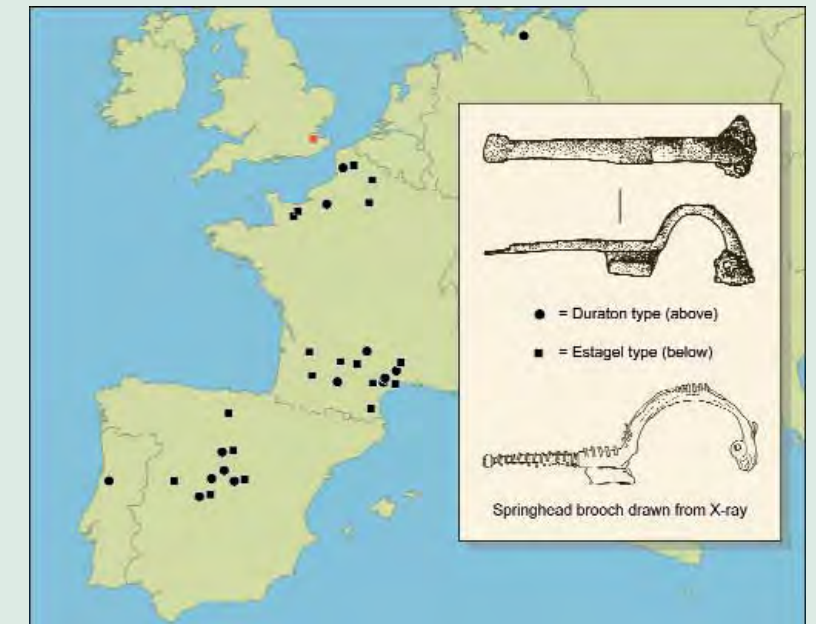 = Duraton type (above)
= Estagel type (below)
Springhead brooch drawn from X-ray